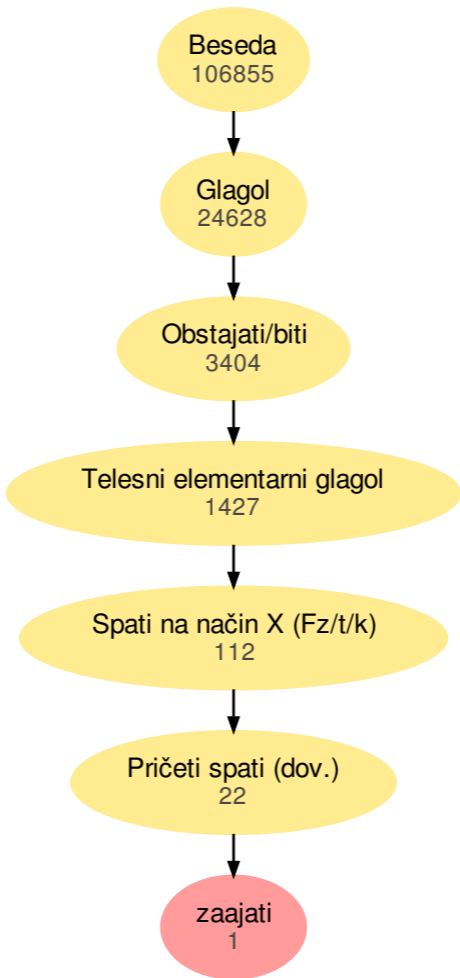 Beseda
106855
Glagol
24628
Obstajati/biti
3404
Telesni elementarni glagol
1427
Spati na način X (Fz/t/k)
112
Pričeti spati (dov.)
22
zaajati
1